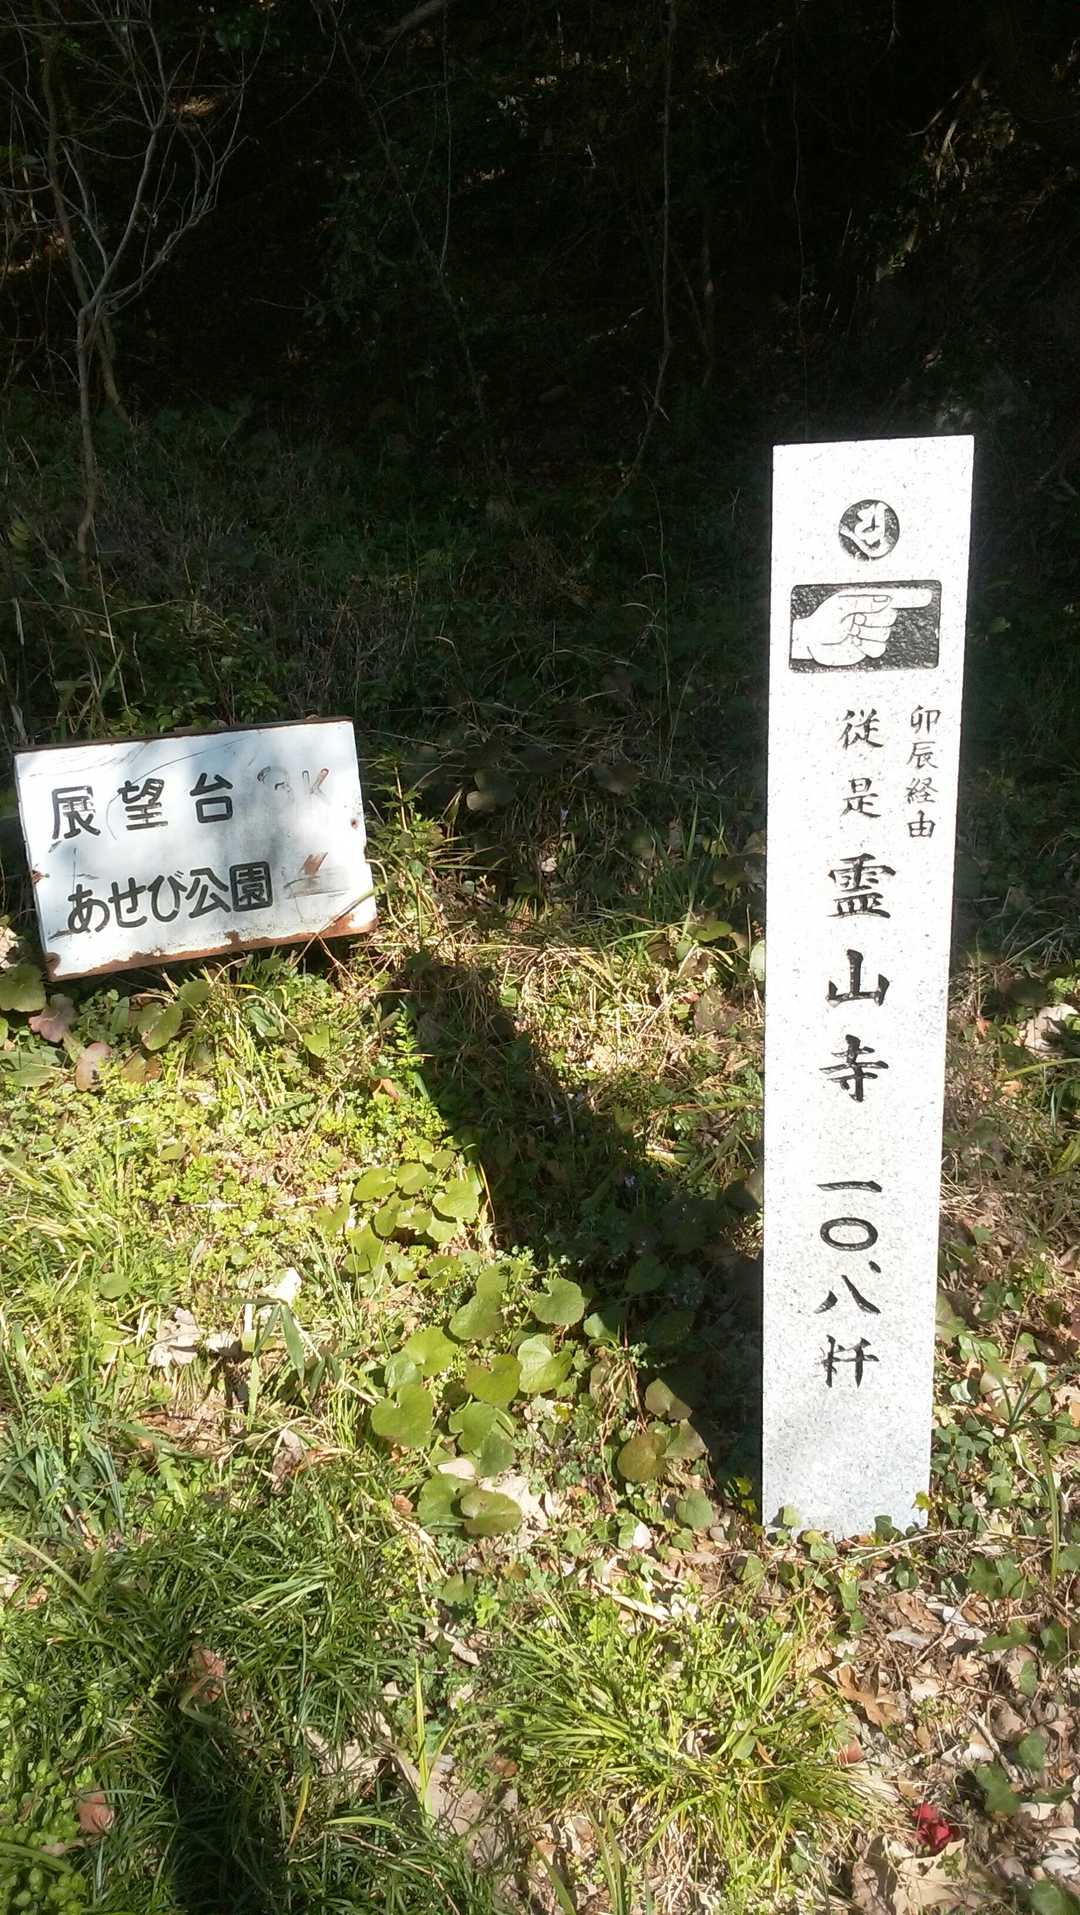 展望台
あせび公園
卯辰経由
従是霊山寺 一〇、八粁